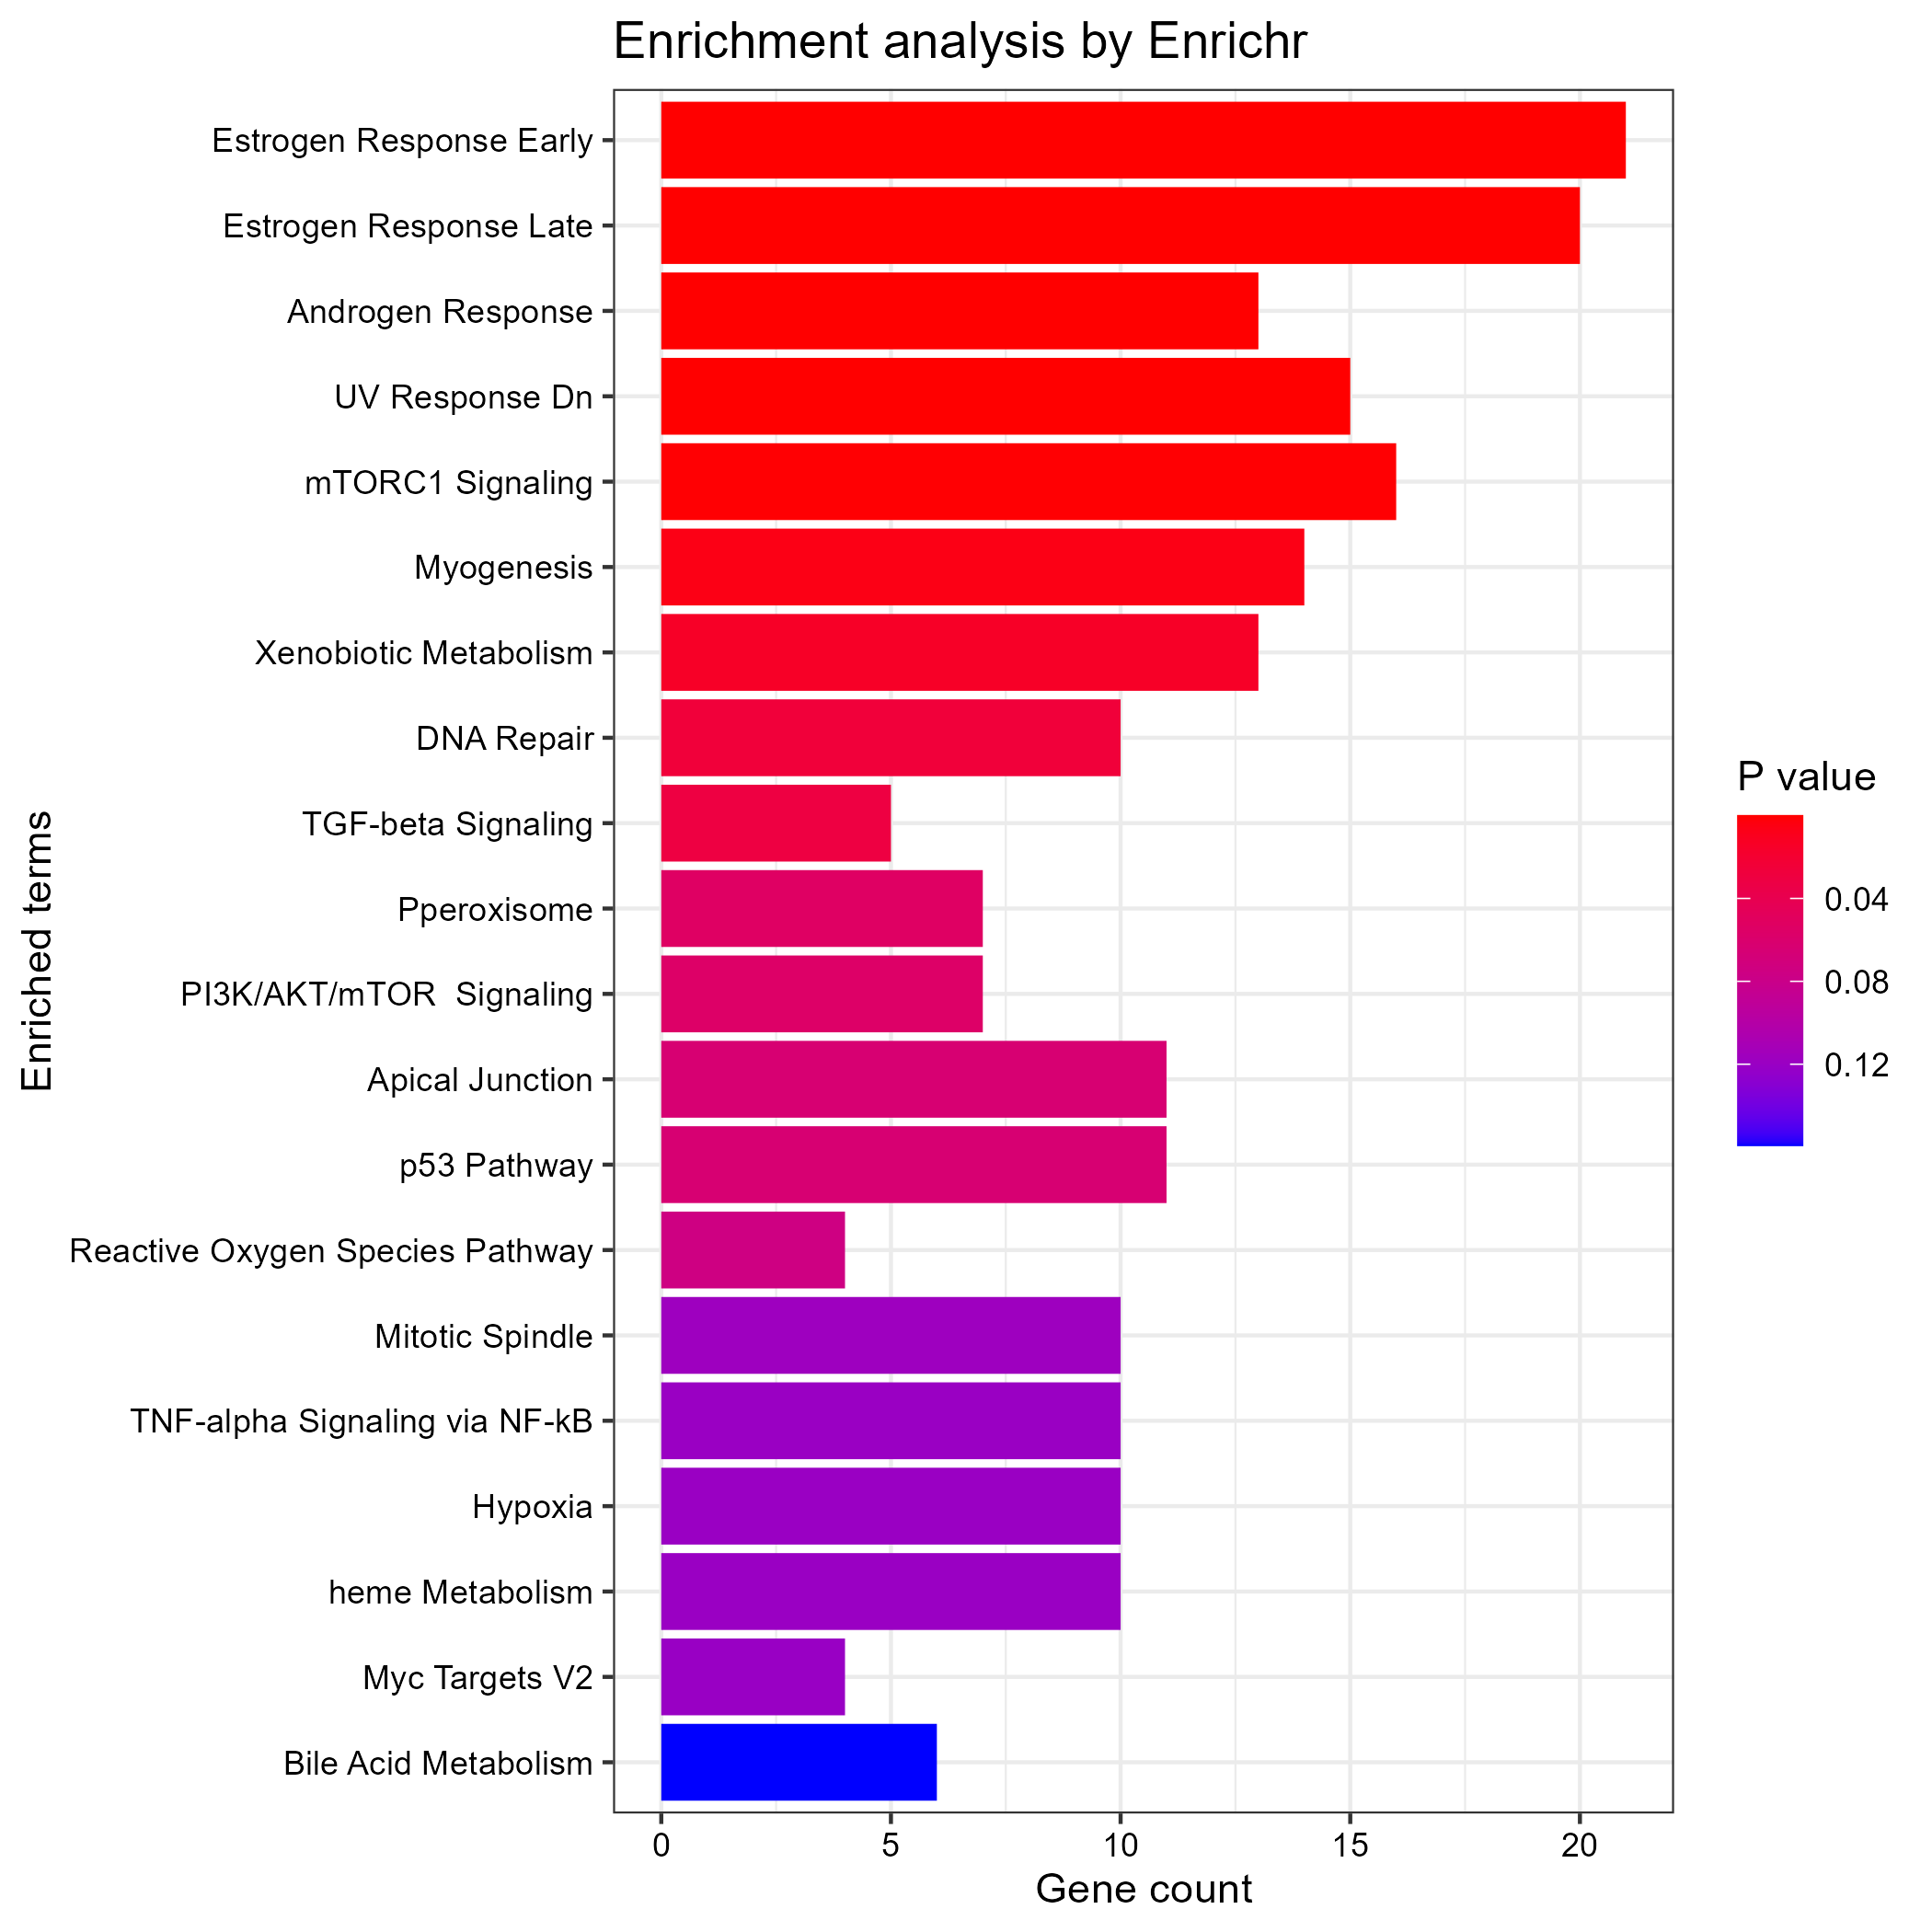 Enrichment analysis by Enrichr
Enriched terms
Estrogen Response Early
Estrogen Response Late
Androgen Response
UV Response Dn
mTORC1 Signaling
Myogenesis
Xenobiotic Metabolism
DNA Repair
TGF-beta Signaling
Pperoxisome
PI3K/AKT/mTOR  Signaling
Apical Junction
p53 Pathway
Reactive Oxygen Species Pathway
Mitotic Spindle
TNF-alpha Signaling via NF-kB
Hypoxia
heme Metabolism
Myc Targets V2
Bile Acid Metabolism
0 5 10 15 20
Gene count
P value
0.04
0.08
0.12